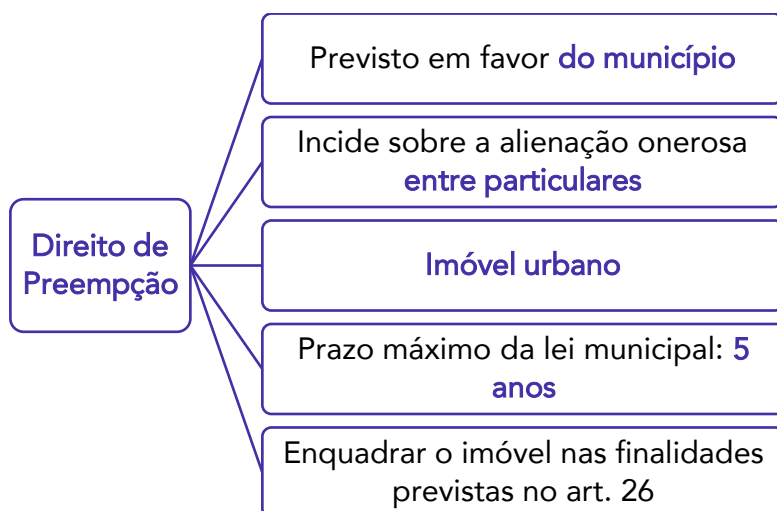 Previsto em favor do município
Incide sobre a alienação onerosa
entre particulares
Direito de
Preempção
Imóvel urbano
Prazo máximo da lei municipal: 5
anos
Enquadrar o imóvel nas finalidades
previstas no art. 26